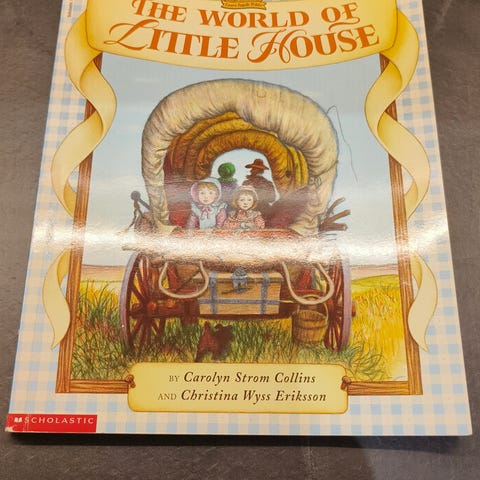 THE WORLD OF
LITTLE HOUSE
BY Carolyn Strom Collins
AND Christina Wyss Eriksson
SCHOLASTIC